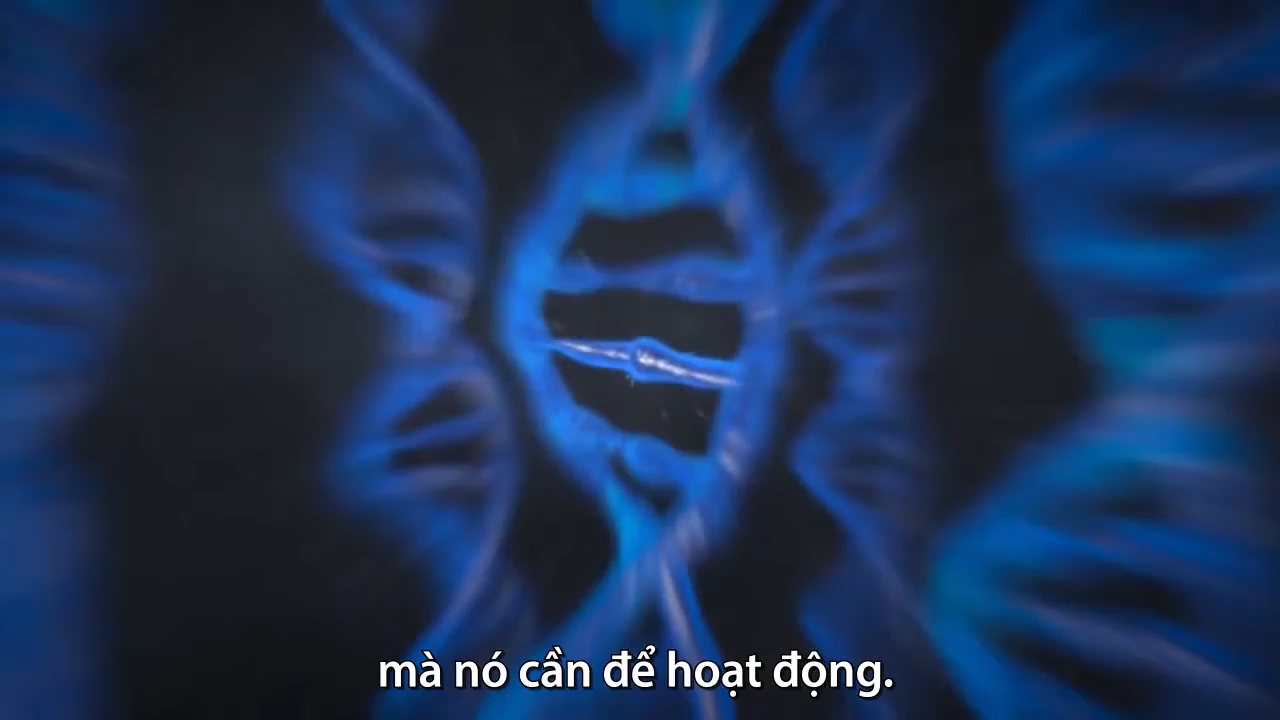 mà nó cần để hoạt động.